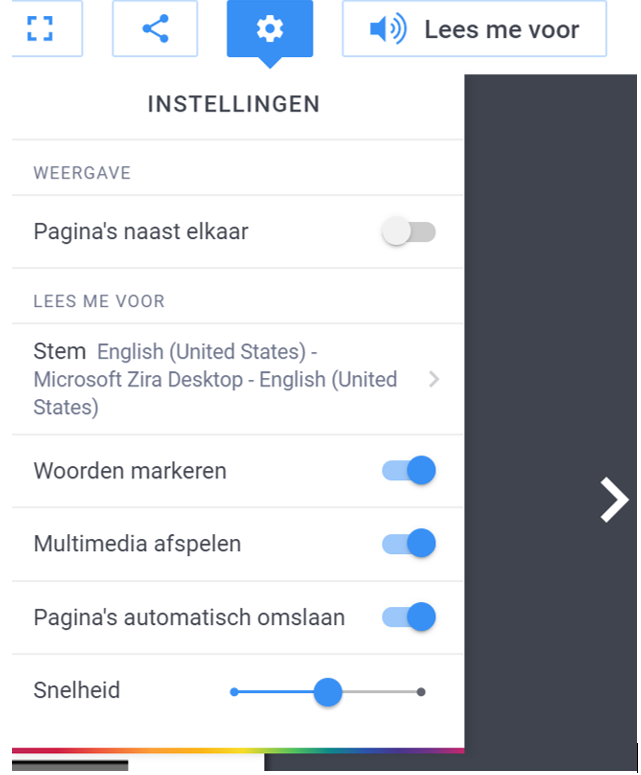 Lees me voor
INSTELLINGEN
WEERGAVE
Pagina's naast elkaar
LEES ME VOOR
Stem English (United States) -
Microsoft Zira Desktop - English (United
States)
Woorden markeren
Multimedia afspelen
Pagina's automatisch omslaan
Snelheid